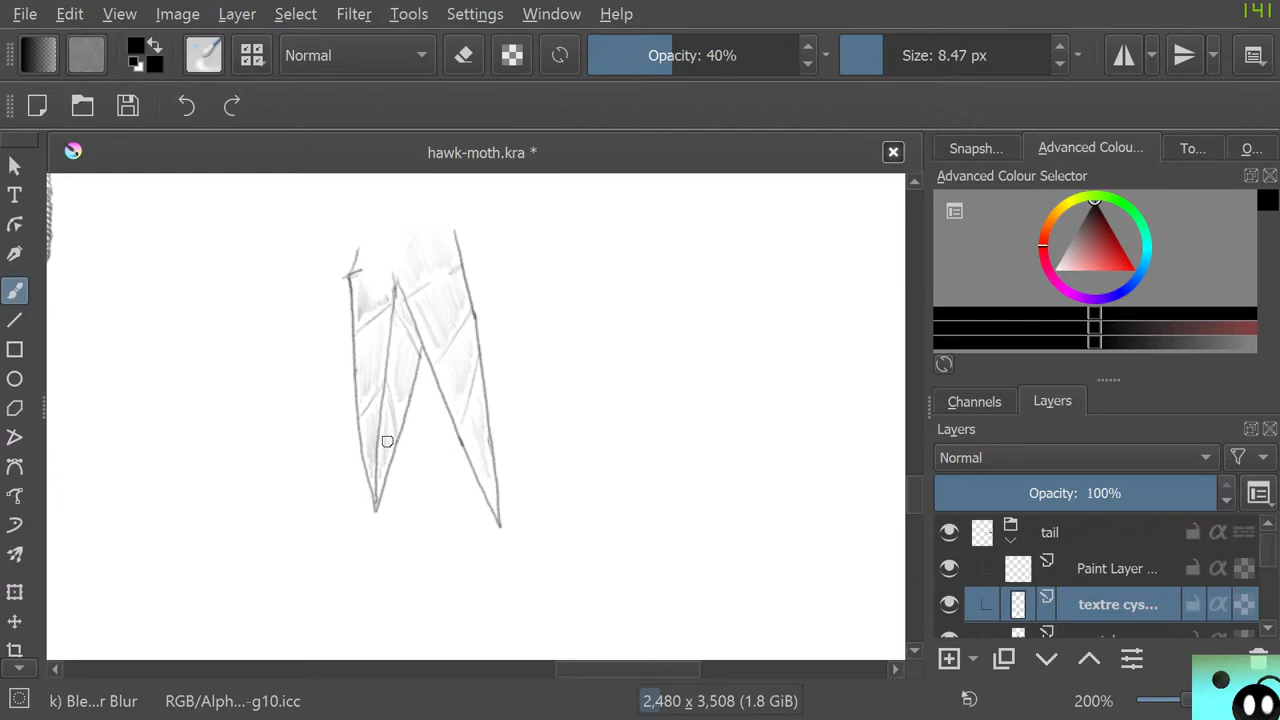 File Edit View Image Layer Select Filter Tools Settings Window Help
141
Normal Opacity: 40% Size: 8.47 px
hawk-moth.kra *
Snapsh... Advanced Colou... To... O...
Advanced Colour Selector
Channels Layers
Layers
Normal
Opacity: 100%
tail
Paint Layer ...
textre cys...
k) Ble...r Blur RGB/Alph...-g10.icc 2,480 x 3,508 (1.8 GiB) 200%